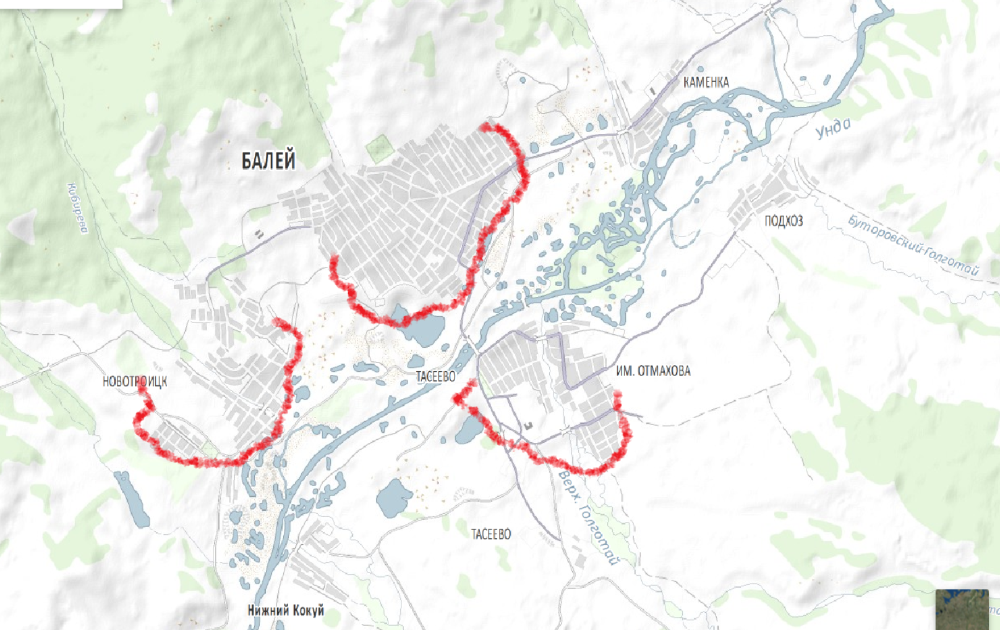 КАМЕНКА
Унда
БАЛЕЙ
Кибирева
ПОДХОЗ
Буторовский-Голготай
НОВОТРОИЦК
ТАСЕЕВО
ИМ. ОТМАХОВА
Верх. Голготай
ТАСЕЕВО
Нижний Кокуй